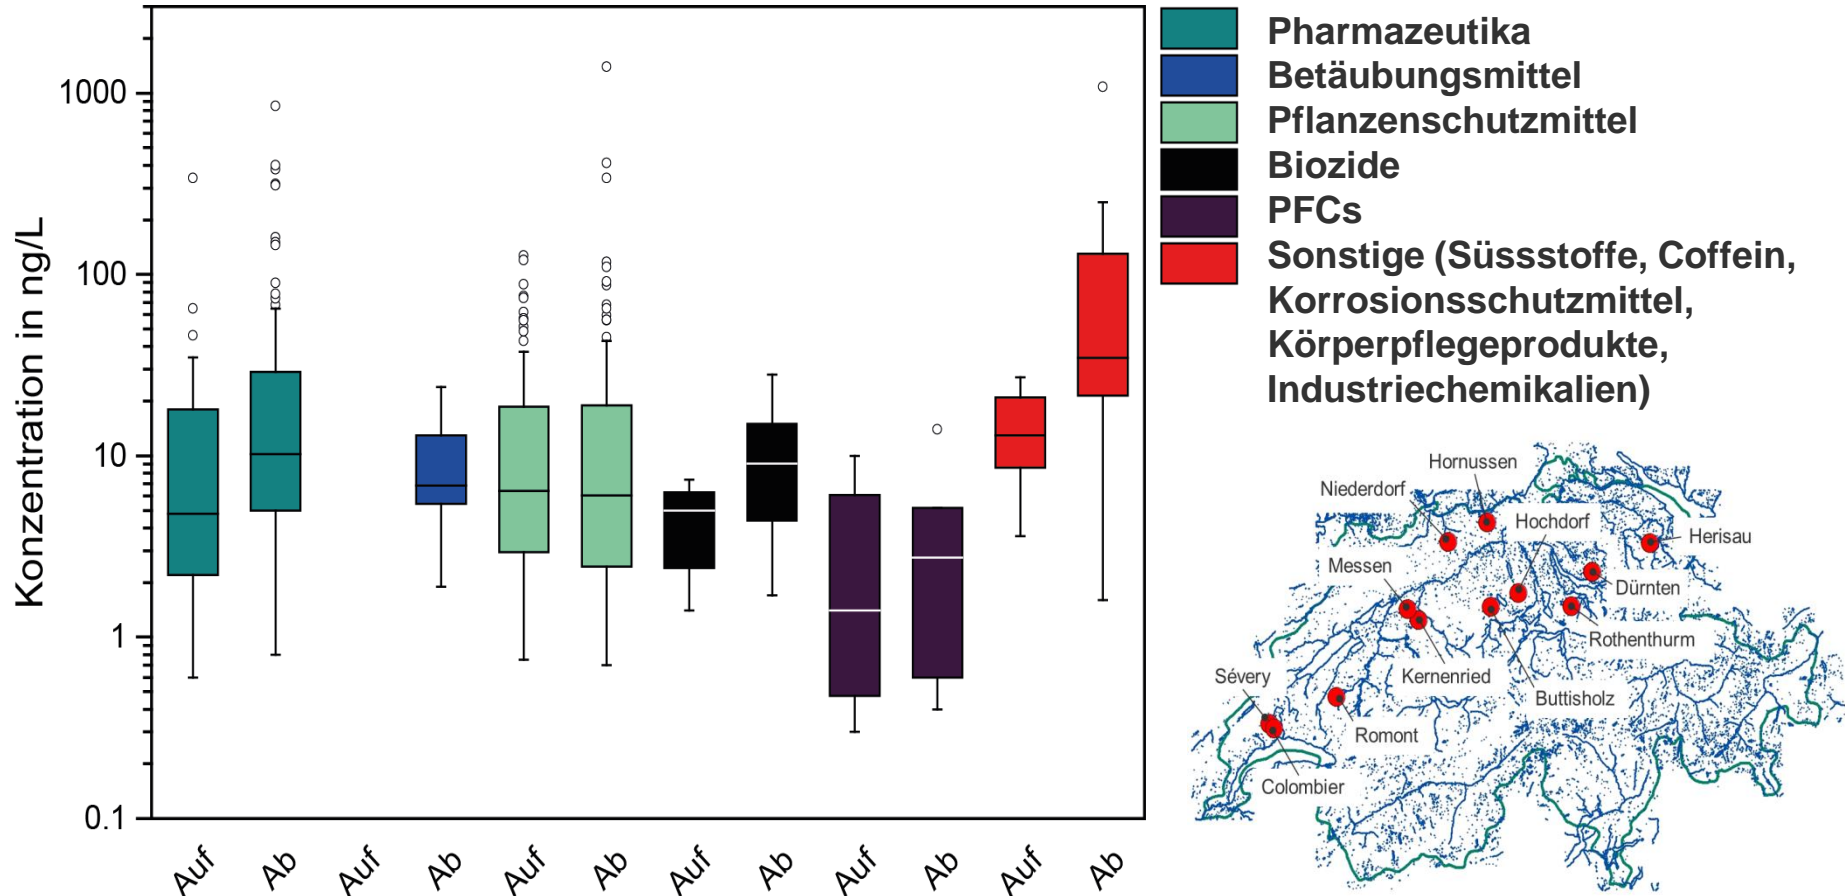 Konzentration in ng/L
1000
100
10
1
0.1
Auf
Ab
Auf
Ab
Auf
Ab
Auf
Ab
Auf
Ab
Auf
Ab
Pharmazeutika
Betäubungsmittel
Pflanzenschutzmittel
Biozide
PFCs
Sonstige (Süssstoffe, Coffein,
Korrosionsschutzmittel,
Körperpflegeprodukte,
Industriechemikalien)
Hornussen
Niederdorf
Hochdorf
Herisau
Messen
Dürnten
Rothenthurm
Sévery
Kernenried
Buttisholz
Romont
Colombier